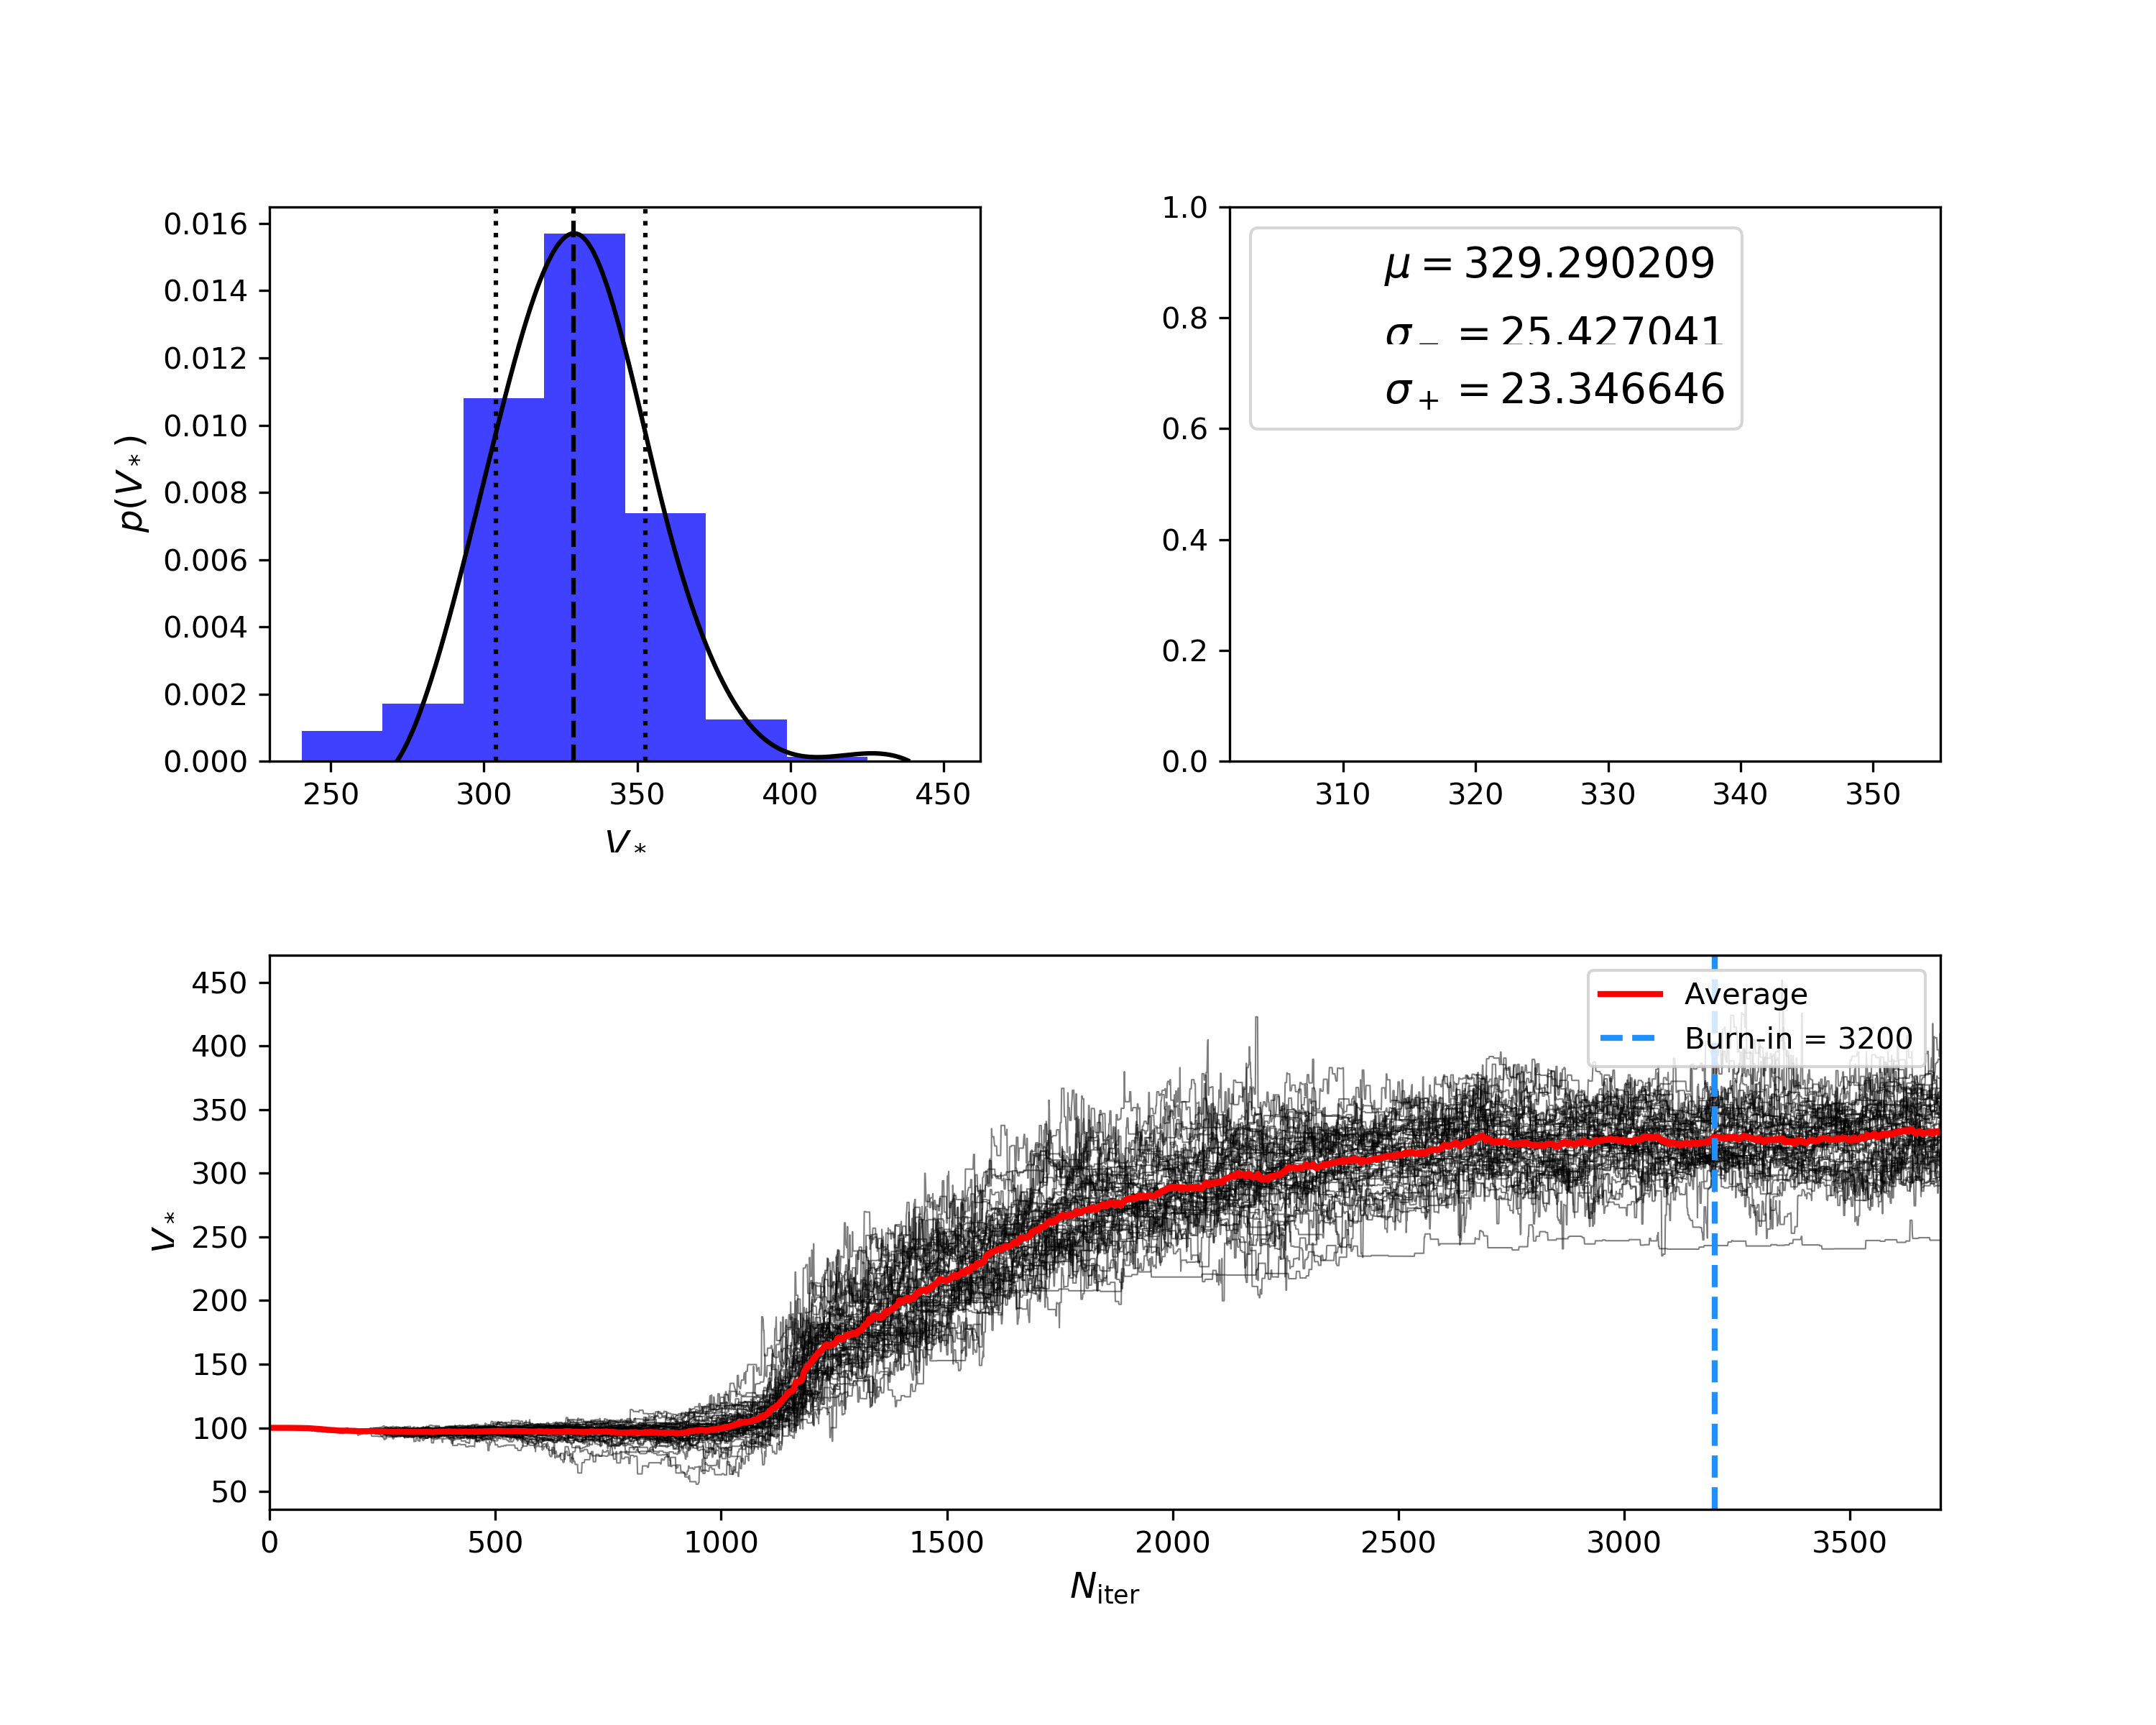 0.016
0.014
0.012
0.010
0.008
0.006
0.004
0.002
0.000
p(V*)
250 300 350 400 450
V*
1.0
0.8
0.6
0.4
0.2
0.0
μ = 329.290209
σ− = 25.427041
σ+ = 23.346646
310 320 330 340 350
450
400
350
300
250
200
150
100
50
V*
Average
Burn-in = 3200
0 500 1000 1500 2000 2500 3000 3500
Niter